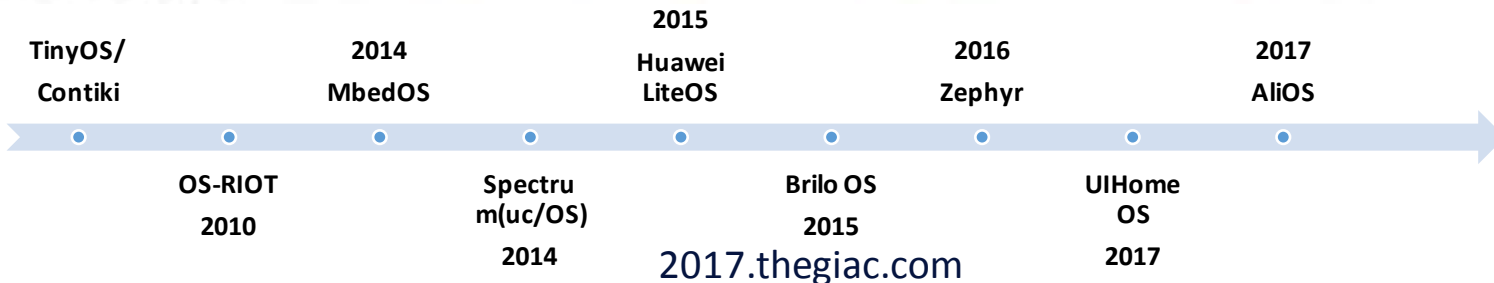 TinyOS/
Contiki
OS-RIOT
2010
2014
MbedOS
Spectru
m(uc/OS)
2014
2015
Huawei
LiteOS
Brilo OS
2015
2016
Zephyr
UIHome
OS
2017
2017
AliOS
2017.thegiac.com